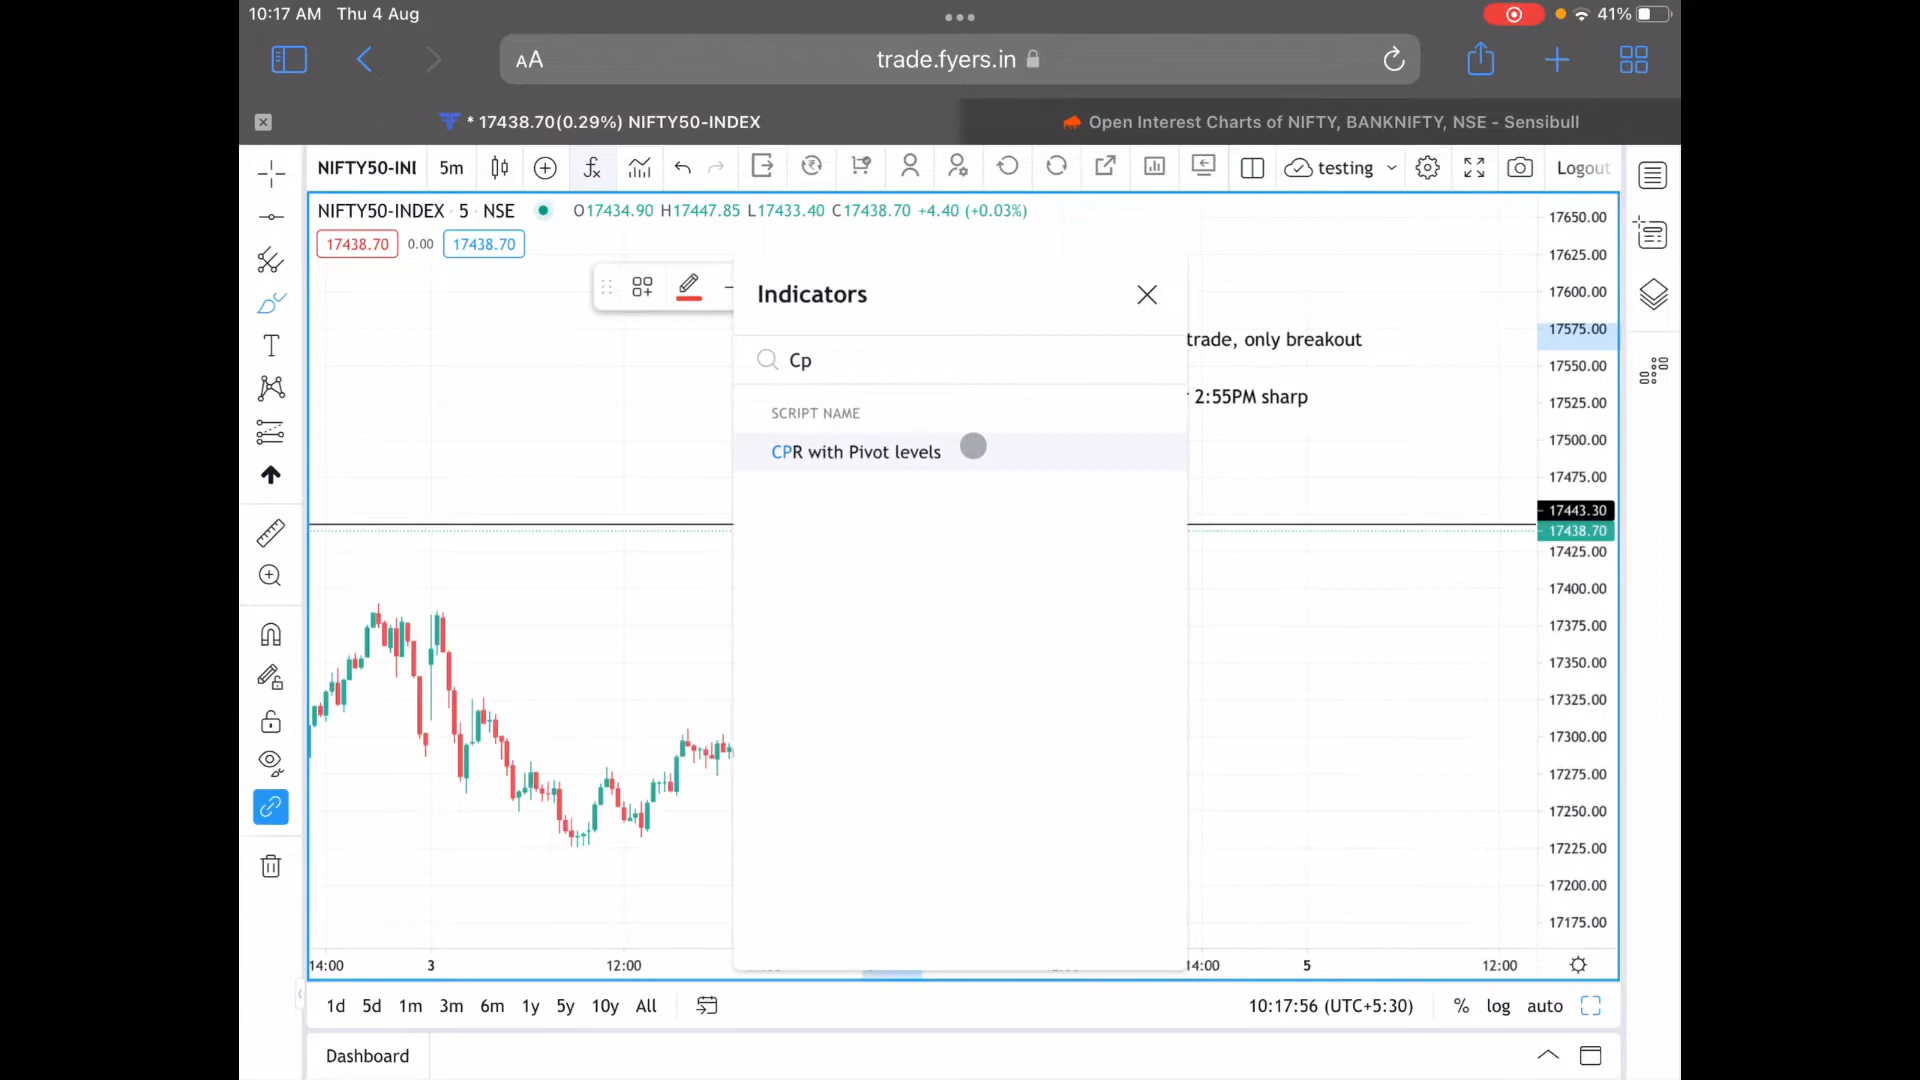 10:17 AM Thu 4 Aug
41%
AA
trade.fyers.in
* 17438.70(0.29%) NIFTY50-INDEX
Open Interest Charts of NIFTY, BANKNIFTY, NSE - Sensibull
NIFTY50-INI
5m
testing
Logout
NIFTY50-INDEX · 5 · NSE
O17434.90 H17447.85 L17433.40 C17438.70 +4.40 (+0.03%)
17438.70
0.00
17438.70
Indicators
Cp
SCRIPT NAME
CPR with Pivot levels
trade, only breakout
2:55PM sharp
17650.00
17625.00
17600.00
17575.00
17550.00
17525.00
17500.00
17475.00
17443.30
17438.70
17425.00
17400.00
17375.00
17350.00
17325.00
17300.00
17275.00
17250.00
17225.00
17200.00
17175.00
14:00
3
12:00
14:00
5
12:00
1d 5d 1m 3m 6m 1y 5y 10y All
10:17:56 (UTC+5:30)
% log auto
Dashboard